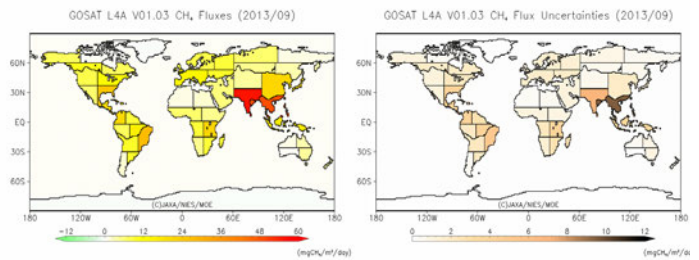 GOSAT L4A V01.03 CH₄ Fluxes (2013/09)
90N
60N
30N
EQ
30S
60S
(C)JAXA/NIES/MOE
180 120W 60W 0 60E 120E 180
-12 0 12 24 36 48 60
(mgCH₄/m²/day)
GOSAT L4A V01.03 CH₄ Flux Uncertainties (2013/09)
90N
60N
30N
EQ
30S
60S
(C)JAXA/NIES/MOE
180 120W 60W 0 60E 120E 180
0 2 4 6 8 10 12
(mgCH₄/m²/day)